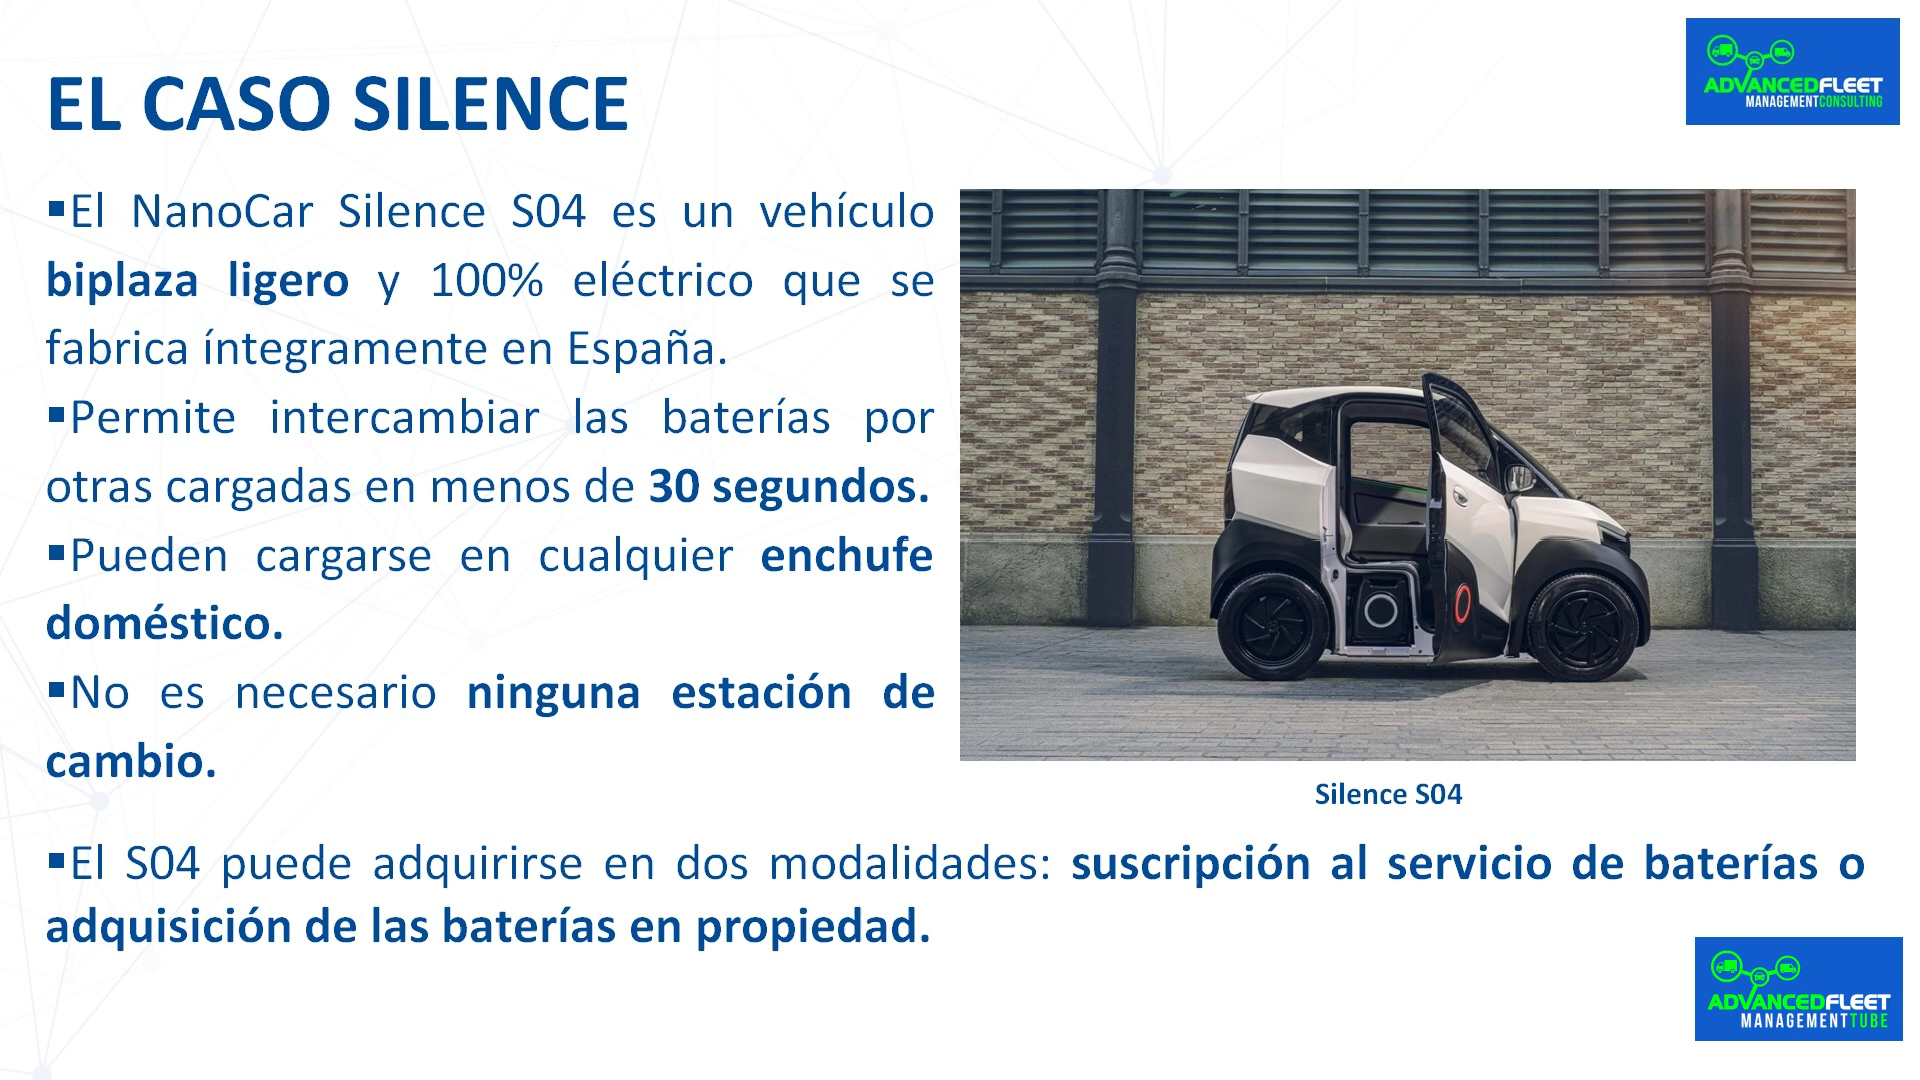 EL CASO SILENCE
ADVANCEDFLEET
MANAGEMENTCONSULTING
▪El NanoCar Silence S04 es un vehículo
biplaza ligero y 100% eléctrico que se
fabrica íntegramente en España.
▪Permite intercambiar las baterías por
otras cargadas en menos de 30 segundos.
▪Pueden cargarse en cualquier enchufe
doméstico.
▪No es necesario ninguna estación de
cambio.
Silence S04
▪El S04 puede adquirirse en dos modalidades: suscripción al servicio de baterías o
adquisición de las baterías en propiedad.
ADVANCEDFLEET
MANAGEMENTTUBE